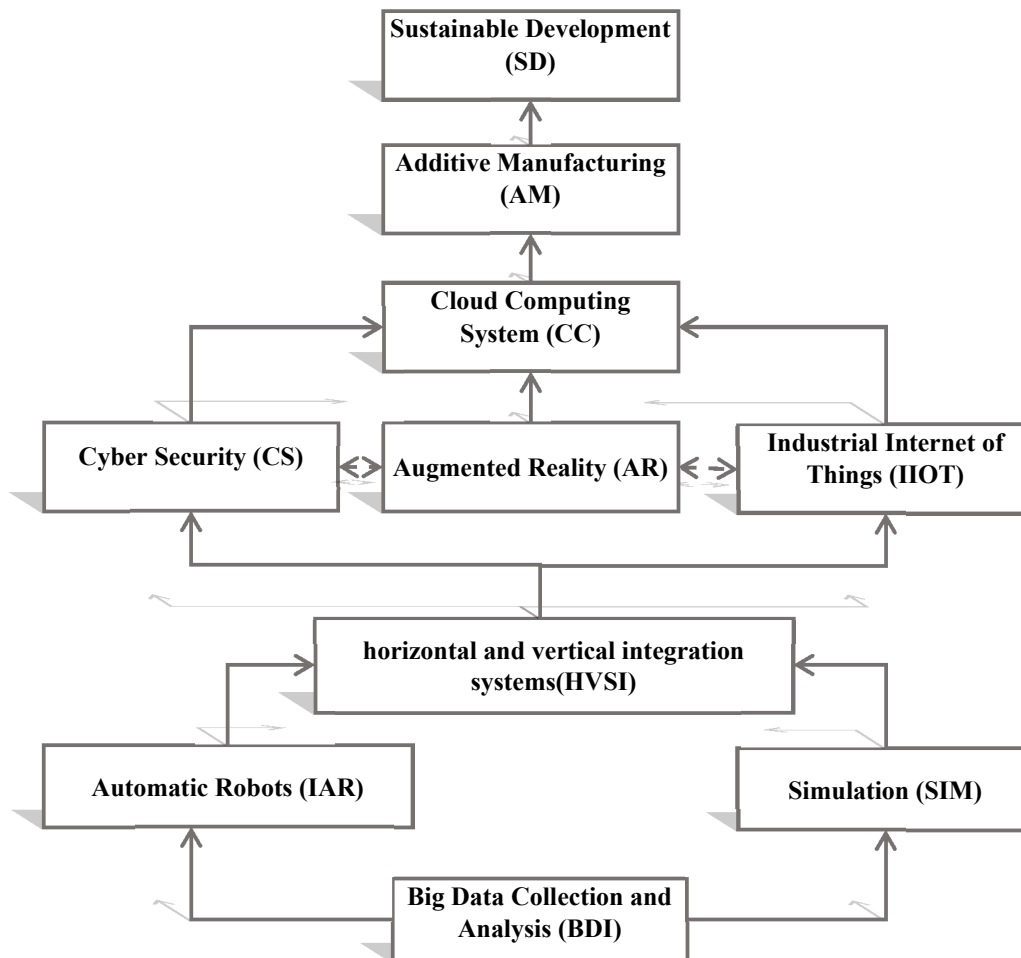 Sustainable Development
(SD)
Additive Manufacturing
(AM)
Cloud Computing
System (CC)
Cyber Security (CS)
Augmented Reality (AR)
Industrial Internet of
Things (IIOT)
horizontal and vertical integration
systems(HVSI)
Automatic Robots (IAR)
Simulation (SIM)
Big Data Collection and
Analysis (BDI)